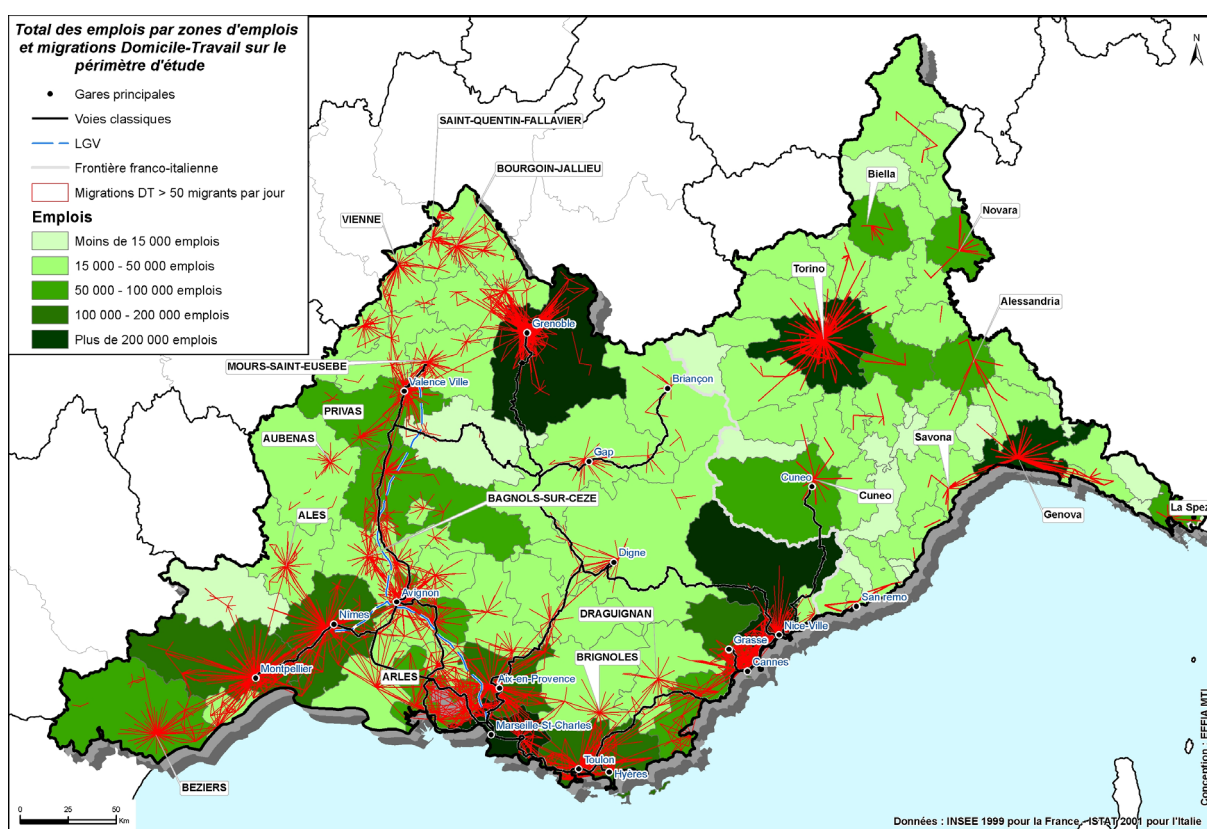 Total des emplois par zones d'emplois
et migrations Domicile-Travail sur le
périmètre d'étude
Gares principales
Voies classiques
LGV
Frontière franco-italienne
Migrations DT > 50 migrants par jour
Emplois
Moins de 15 000 emplois
15 000 - 50 000 emplois
50 000 - 100 000 emplois
100 000 - 200 000 emplois
Plus de 200 000 emplois
N
SAINT-QUENTIN-FALLAVIER
BOURGOIN-JALLIEU
Biella
Novara
VIENNE
Torino
Alessandria
Grenoble
MOURS-SAINT-EUSEBE
Valence Ville
Briançon
PRIVAS
AUBENAS
Savona
Gap
Cuneo
Cuneo
BAGNOLS-SUR-CEZE
La Spez
ALES
Genova
Digne
Avignon
San remo
DRAGUIGNAN
Nîmes
Nice-Ville
Grasse
BRIGNOLES
Cannes
Montpellier
ARLES
Aix-en-Provence
Marseille-St-Charles
Toulon
Hyères
BEZIERS
0 25 50
Km
Conception : EFFIA MTI
Données : INSEE 1999 pour la France - ISTAT 2001 pour l'Italie